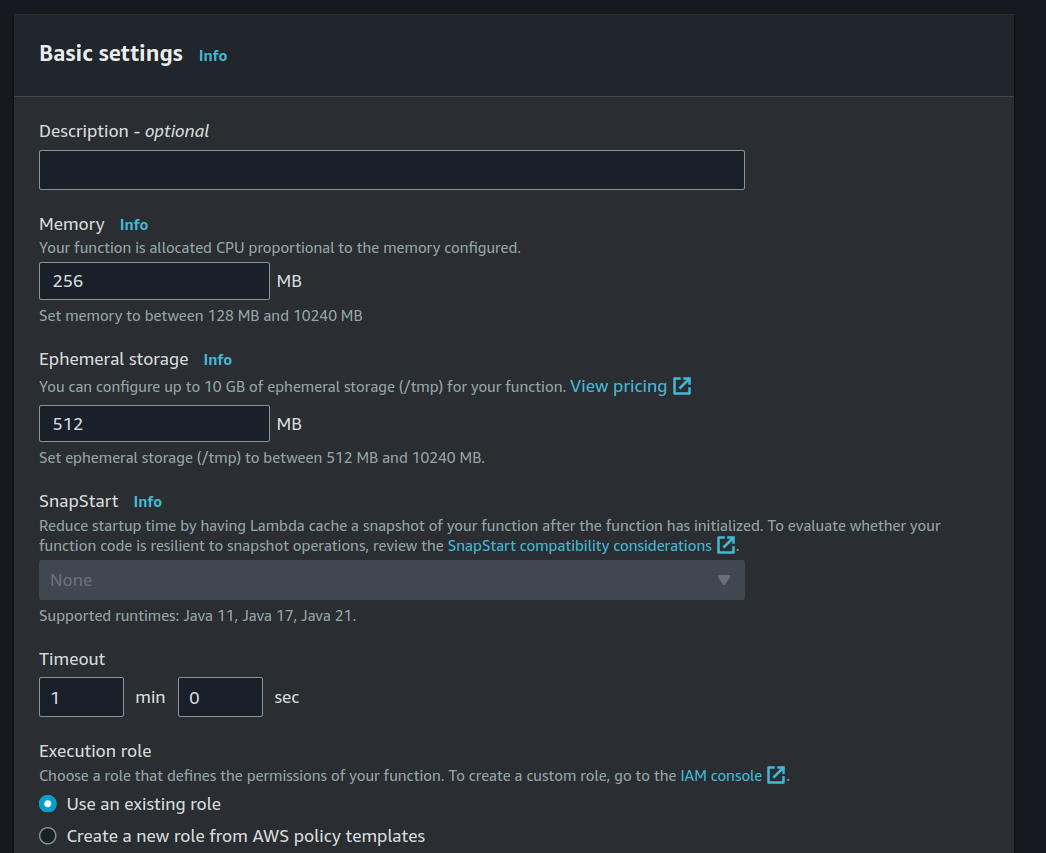 Basic settings Info
Description - optional
Memory Info
Your function is allocated CPU proportional to the memory configured.
256 MB
Set memory to between 128 MB and 10240 MB
Ephemeral storage Info
You can configure up to 10 GB of ephemeral storage (/tmp) for your function. View pricing
512 MB
Set ephemeral storage (/tmp) to between 512 MB and 10240 MB.
SnapStart Info
Reduce startup time by having Lambda cache a snapshot of your function after the function has initialized. To evaluate whether your
function code is resilient to snapshot operations, review the SnapStart compatibility considerations.
None
Supported runtimes: Java 11, Java 17, Java 21.
Timeout
1 min 0 sec
Execution role
Choose a role that defines the permissions of your function. To create a custom role, go to the IAM console.
Use an existing role
Create a new role from AWS policy templates